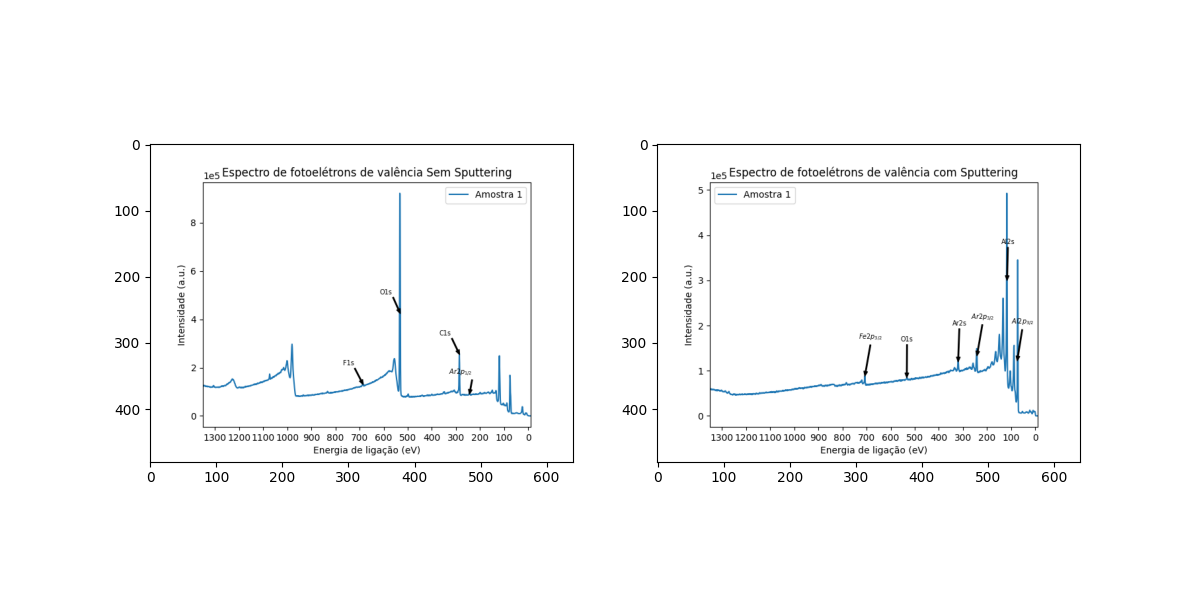 Espectro de fotoelétrons de valência Sem Sputtering
1e5
Amostra 1
8
6
4
2
0
Intensidade (a.u.)
O1s
C1s
F1s
Ar2p3/2
1300 1200 1100 1000 900 800 700 600 500 400 300 200 100 0
Energia de ligação (eV)
0
100
200
300
400
0 100 200 300 400 500 600
Espectro de fotoelétrons de valência com Sputtering
1e5
Amostra 1
5
4
3
2
1
0
Intensidade (a.u.)
Al2s
Ar2s
Ar2p3/2
Al2p3/2
Fe2p3/2
O1s
1300 1200 1100 1000 900 800 700 600 500 400 300 200 100 0
Energia de ligação (eV)
0
100
200
300
400
0 100 200 300 400 500 600